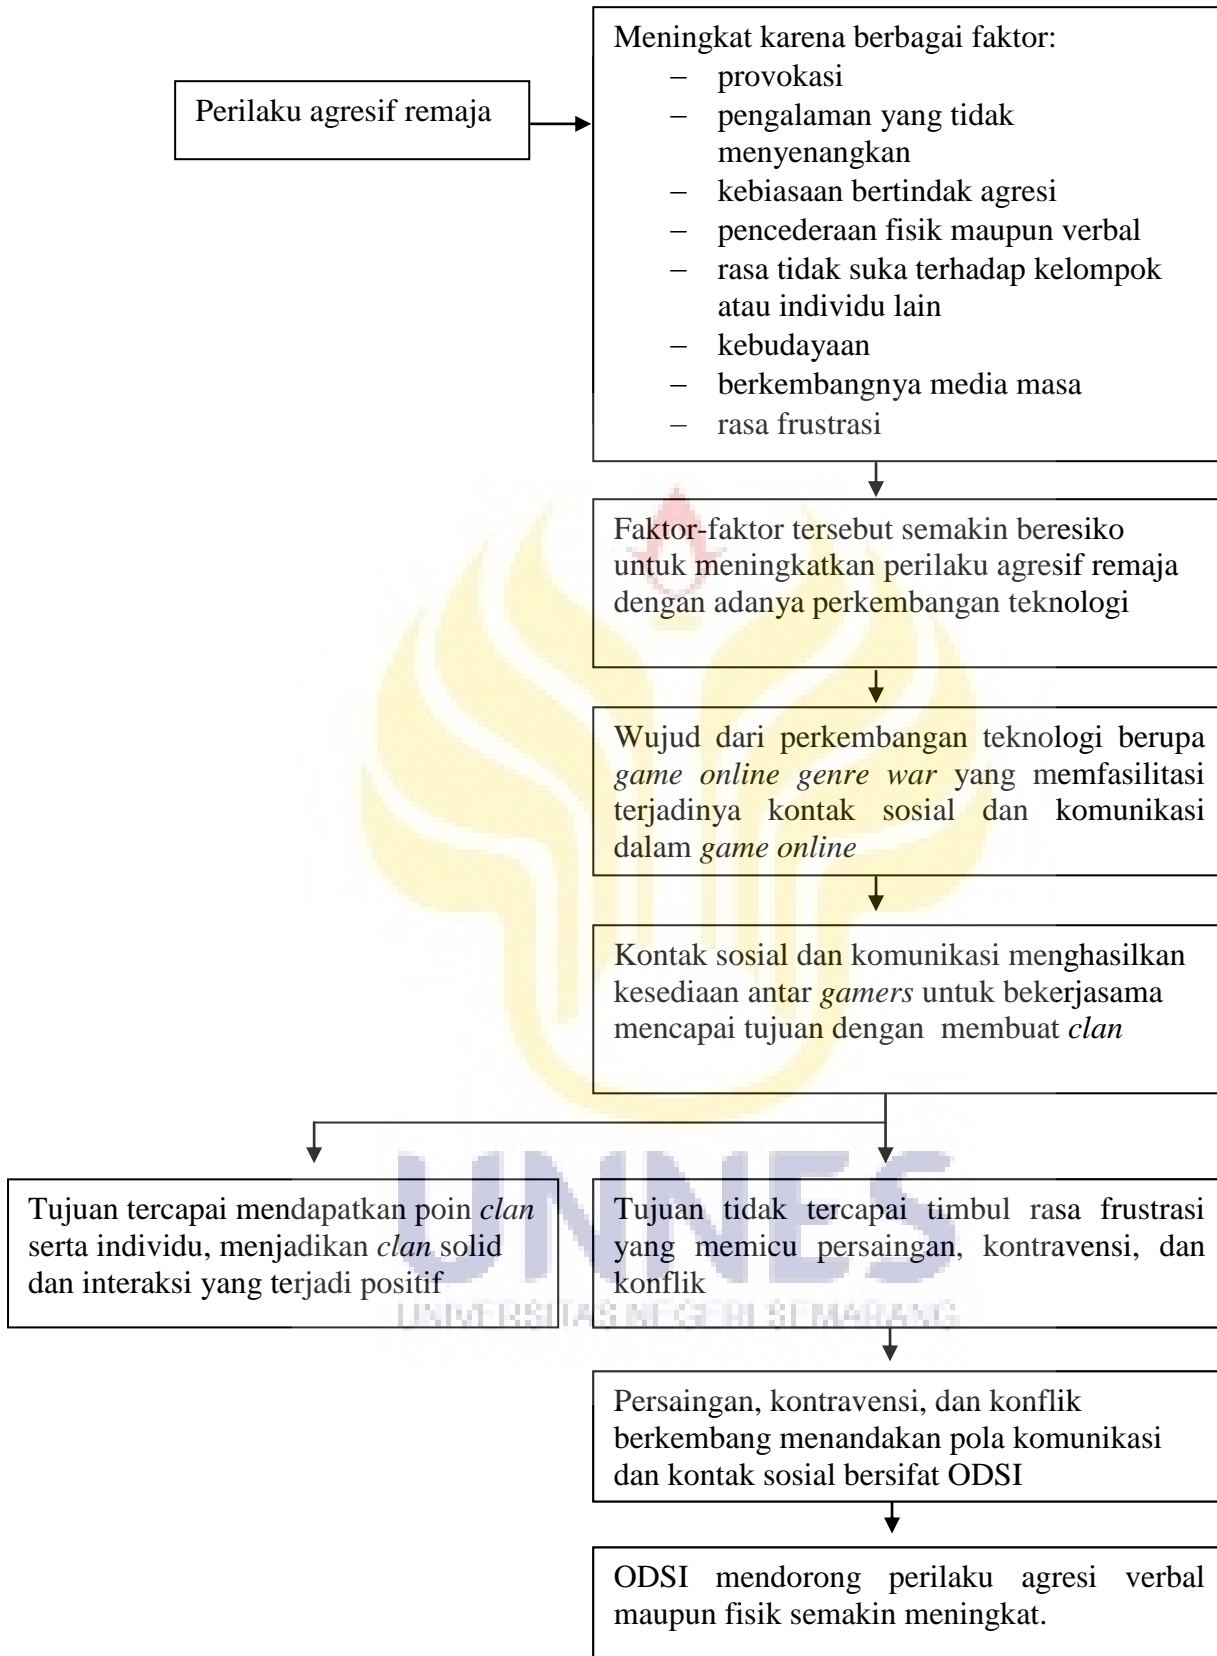 Perilaku agresif remaja
Meningkat karena berbagai faktor:
– provokasi
– pengalaman yang tidak
menyenangkan
– kebiasaan bertindak agresi
– pencederaan fisik maupun verbal
– rasa tidak suka terhadap kelompok
atau individu lain
– kebudayaan
– berkembangnya media masa
– rasa frustrasi
Faktor-faktor tersebut semakin beresiko
untuk meningkatkan perilaku agresif remaja
dengan adanya perkembangan teknologi
Wujud dari perkembangan teknologi berupa
game online genre war yang memfasilitasi
terjadinya kontak sosial dan komunikasi
dalam game online
Kontak sosial dan komunikasi menghasilkan
kesediaan antar gamers untuk bekerjasama
mencapai tujuan dengan membuat clan
Tujuan tercapai mendapatkan poin clan
serta individu, menjadikan clan solid
dan interaksi yang terjadi positif
Tujuan tidak tercapai timbul rasa frustrasi
yang memicu persaingan, kontravensi, dan
konflik
UNNES
UNIVERSITAS NEGERI SEMARANG
Persaingan, kontravensi, dan konflik
berkembang menandakan pola komunikasi
dan kontak sosial bersifat ODSI
ODSI mendorong perilaku agresi verbal
maupun fisik semakin meningkat.